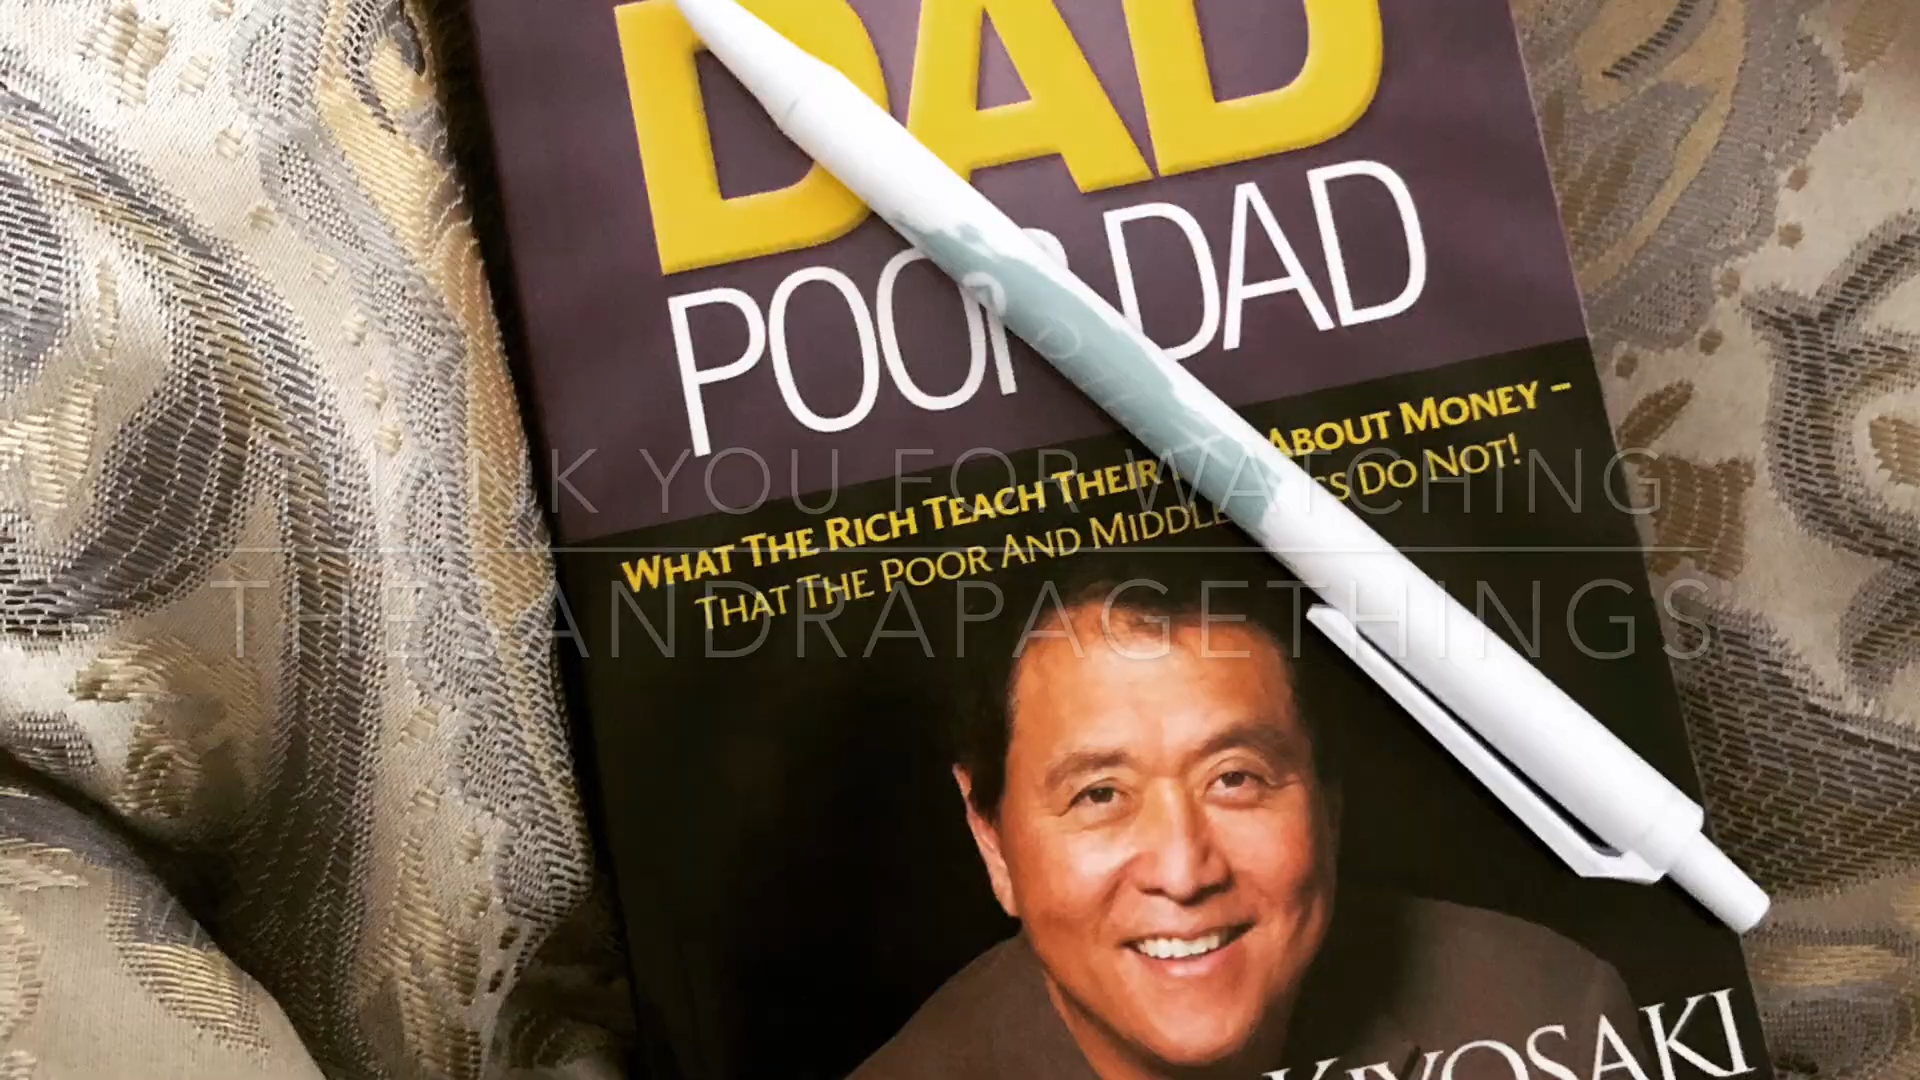 DAD
POOR DAD
WHAT THE RICH TEACH THEIR ABOUT MONEY –
THAT THE POOR AND MIDDLE DO NOT!
THANK YOU FOR WATCHING
THESANDRAPAGETHINGS
KIYOSAKI